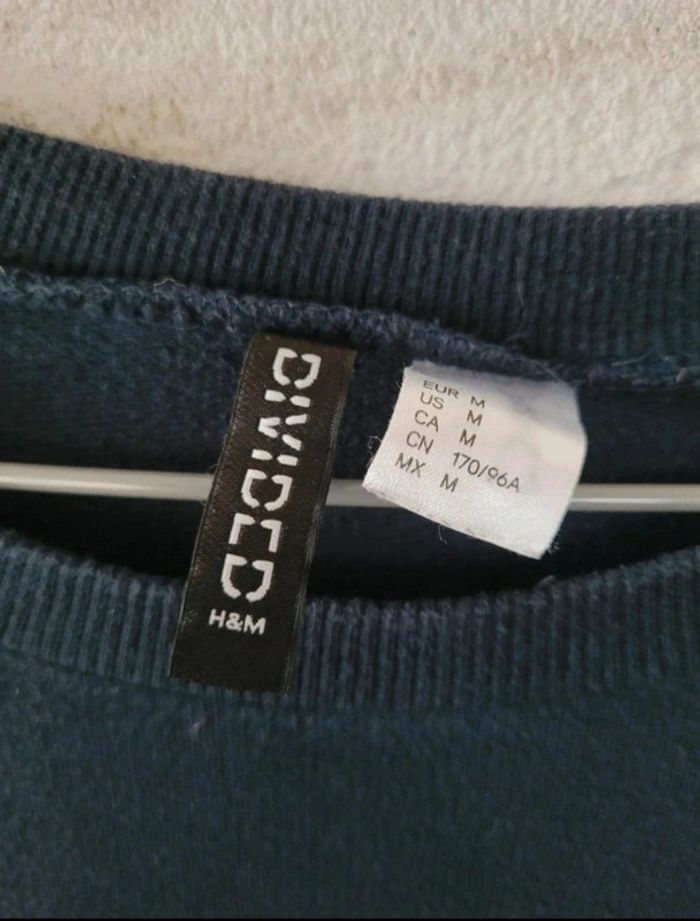 DIVIDED
H&M
EUR M
US M
CA M
CN 170/96A
MX M